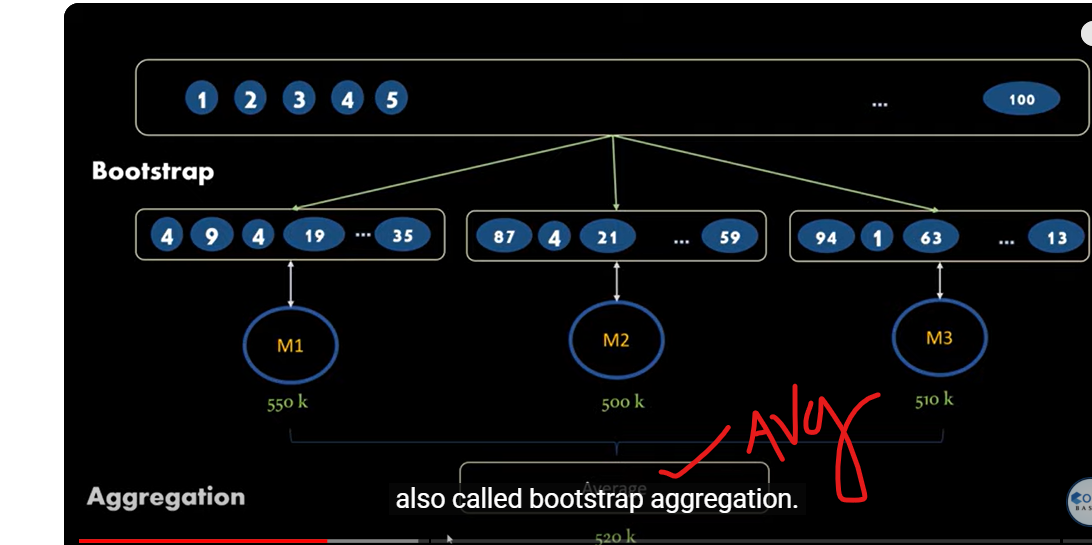 1 2 3 4 5 ... 100
Bootstrap
4 9 4 19 ... 35 87 4 21 ... 59 94 1 63 ... 13
M1 M2 M3
550 k 500 k 510 k
AVg
Average
Aggregation
also called bootstrap aggregation.
520 k